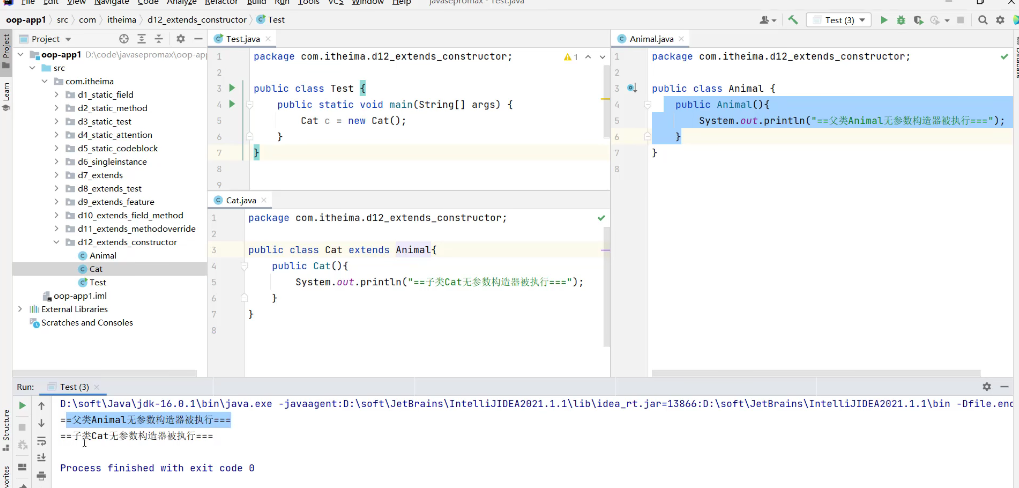 File Edit View Navigate Code Analyze Refactor Build Run Tools VCS Window Help javasepromax - Test.java
oop-app1 〉 src 〉 com 〉 itheima 〉 d12_extends_constructor 〉 Test
Test (3)
Project
oop-app1 D:\code\javasepromax\oop-app
src
com.itheima
d1_static_field
d2_static_method
d3_static_test
d4_static_attention
d5_static_codeblock
d6_singleinstance
d7_extends
d8_extends_test
d9_extends_feature
d10_extends_field_method
d11_extends_methodoverride
d12_extends_constructor
Animal
Cat
Test
oop-app1.iml
External Libraries
Scratches and Consoles
Project
Learn
Structure
Test.java
1 package com.itheima.d12_extends_constructor;
1
2
3 public class Test {
4 public static void main(String[] args) {
5 Cat c = new Cat();
6 }
7 }
8
9
Cat.java
1 package com.itheima.d12_extends_constructor;
2
3 public class Cat extends Animal{
4 public Cat(){
5 System.out.println("==子类Cat无参数构造器被执行===");
6 }
7 }
8
Animal.java
1 package com.itheima.d12_extends_constructor;
2
3 public class Animal {
4 public Animal(){
5 System.out.println("==父类Animal无参数构造器被执行===");
6 }
7 }
8
Run: Test (3)
D:\soft\Java\jdk-16.0.1\bin\java.exe -javaagent:D:\soft\JetBrains\IntelliJIDEA2021.1.1\lib\idea_rt.jar=13866:D:\soft\JetBrains\IntelliJIDEA2021.1.1\bin -Dfile.enc
==父类Animal无参数构造器被执行===
==子类Cat无参数构造器被执行===
Process finished with exit code 0